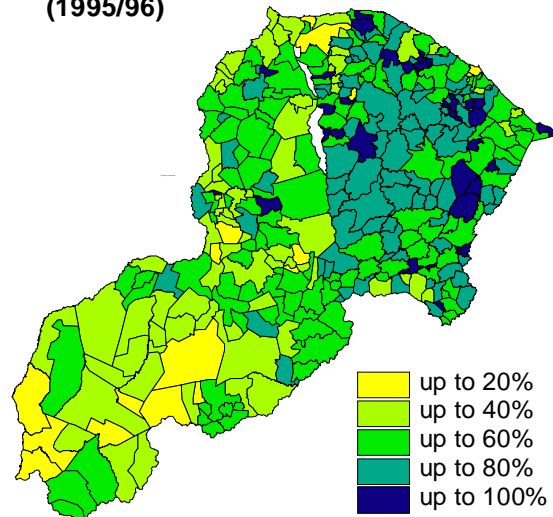 (1995/96)
up to 20%
up to 40%
up to 60%
up to 80%
up to 100%